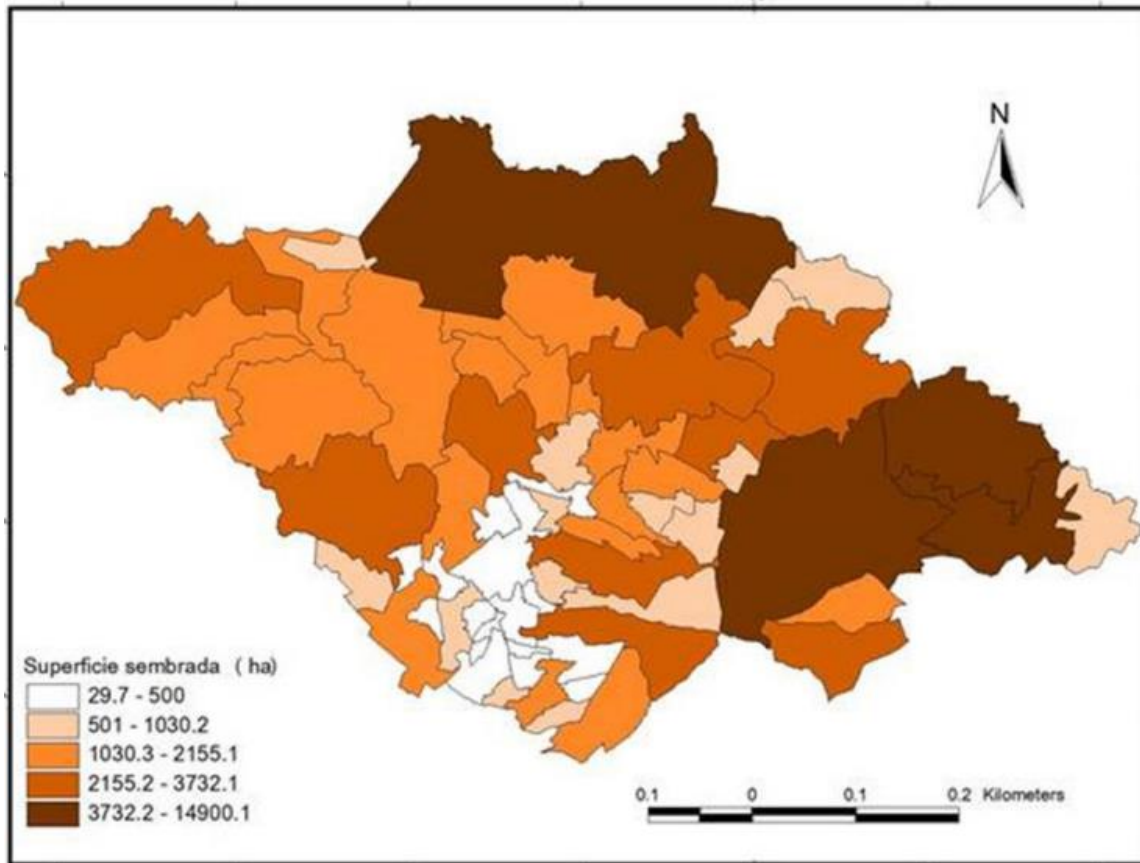 N
Superficie sembrada ( ha)
29.7 - 500
501 - 1030.2
1030.3 - 2155.1
2155.2 - 3732.1
3732.2 - 14900.1
0.1 0 0.1 0.2 Kilometers